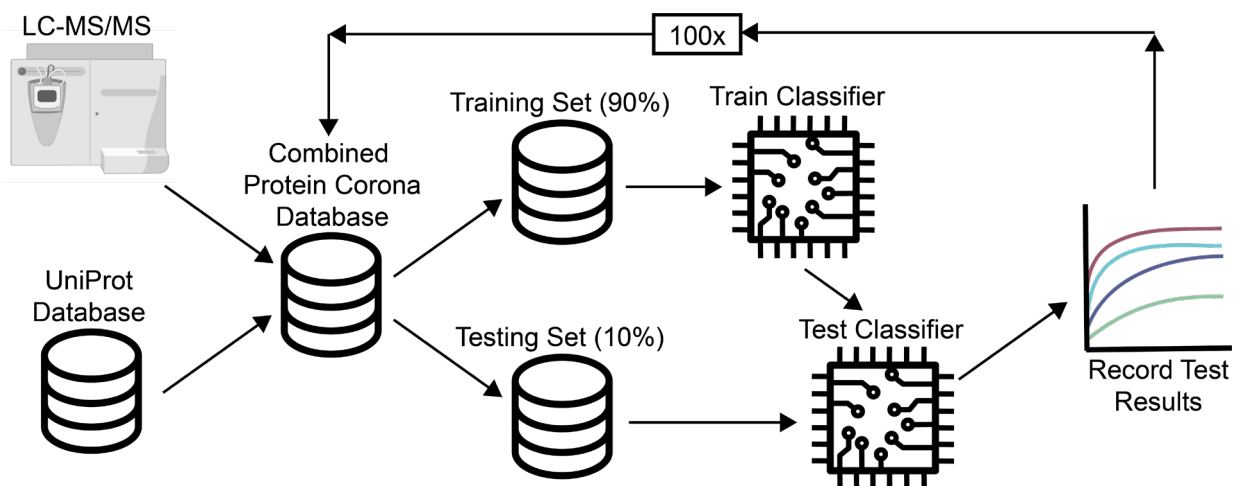 LC-MS/MS
100x
Training Set (90%)
Train Classifier
Combined
Protein Corona
Database
UniProt
Database
Testing Set (10%)
Test Classifier
Record Test
Results